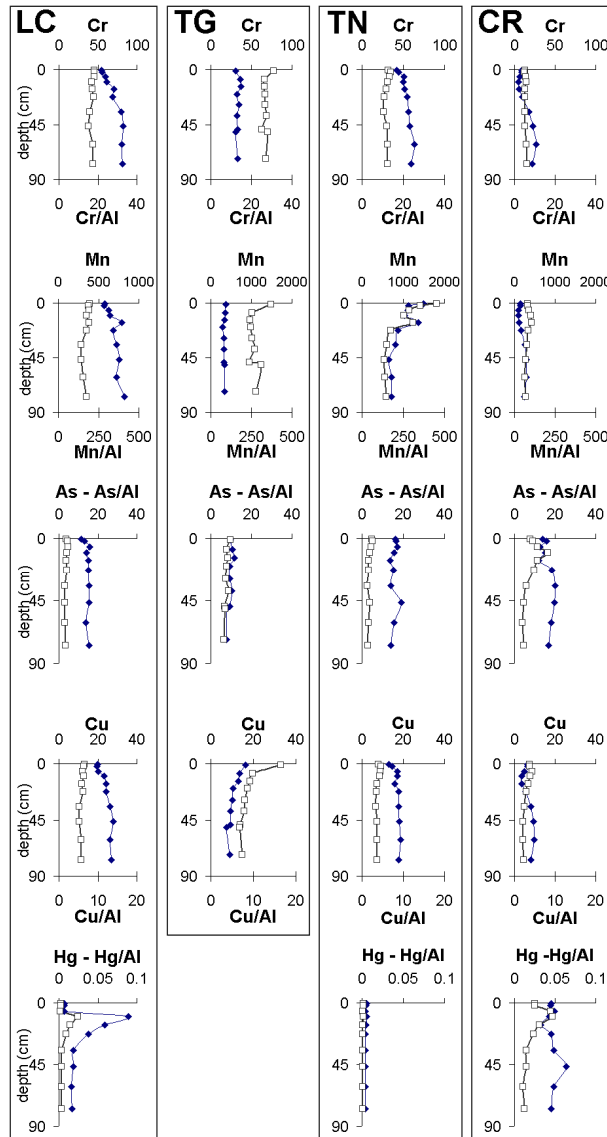 LC TG TN CR
Cr Cr Cr Cr
0 50 100 0 50 100 0 50 100 0 50 100
0 0 0 0
depth (cm)
45 45 45 45
90 90 90 90
0 20 40 0 20 40 0 20 40 0 20 40
Cr/Al Cr/Al Cr/Al Cr/Al
Mn Mn Mn Mn
0 500 1000 0 1000 2000 0 1000 2000 0 1000 2000
0 0 0 0
depth (cm)
45 45 45 45
90 90 90 90
0 250 500 0 250 500 0 250 500 0 250 500
Mn/Al Mn/Al Mn/Al Mn/Al
As - As/Al As - As/Al As - As/Al As - As/Al
0 20 40 0 20 40 0 20 40 0 20 40
0 0 0 0
depth (cm)
45 45 45 45
90 90 90 90
Cu Cu Cu Cu
0 20 40 0 20 40 0 20 40 0 20 40
0 0 0 0
depth (cm)
45 45 45 45
90 90 90 90
0 10 20 0 10 20 0 10 20 0 10 20
Cu/Al Cu/Al Cu/Al Cu/Al
Hg - Hg/Al Hg - Hg/Al Hg -Hg/Al
0 0.05 0.1 0 0.05 0.1 0 0.05 0.1
0 0 0
depth (cm)
45 45 45
90 90 90